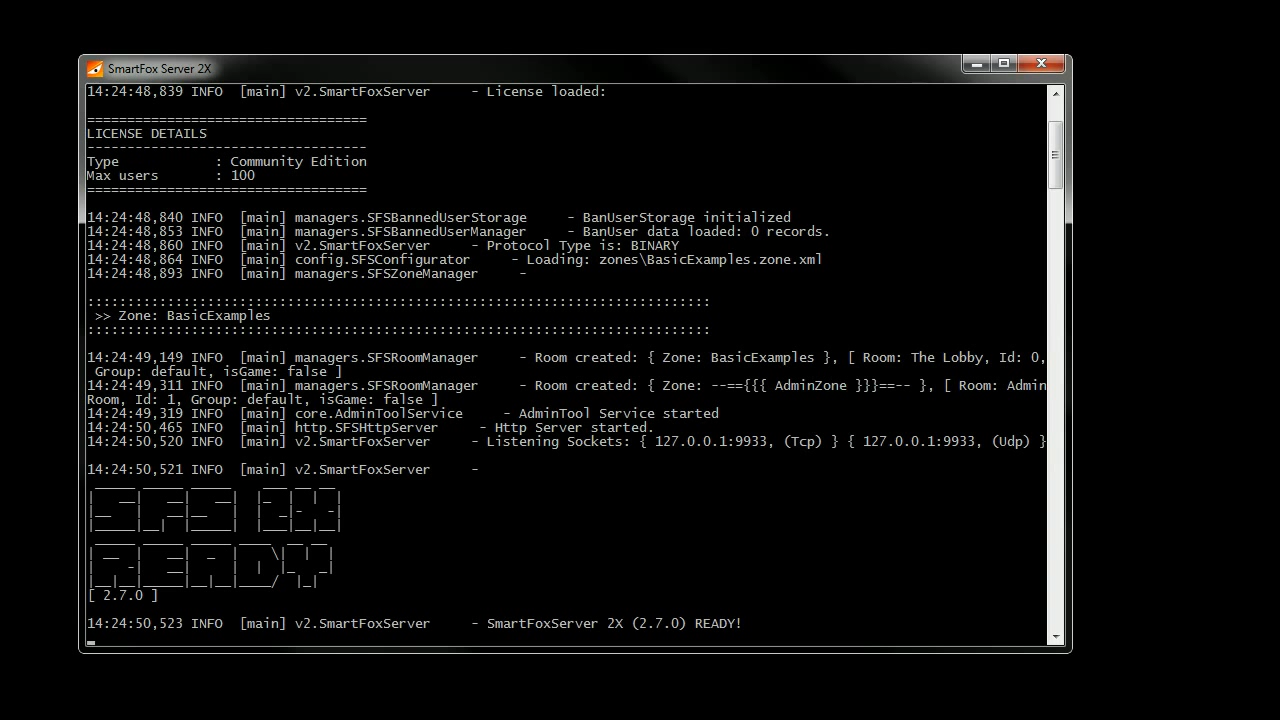 SmartFox Server 2X
14:24:48,839 INFO  [main] v2.SmartFoxServer     - License loaded:
===================================
LICENSE DETAILS
-----------------------------------
Type            : Community Edition
Max users       : 100
===================================
14:24:48,840 INFO  [main] managers.SFSBannedUserStorage     - BanUserStorage initialized
14:24:48,853 INFO  [main] managers.SFSBannedUserManager     - BanUser data loaded: 0 records.
14:24:48,860 INFO  [main] v2.SmartFoxServer     - Protocol Type is: BINARY
14:24:48,864 INFO  [main] config.SFSConfigurator     - Loading: zones\BasicExamples.zone.xml
14:24:48,893 INFO  [main] managers.SFSZoneManager     -
::::::::::::::::::::::::::::::::::::::::::::::::::::::::::::::::::::::::::::::
 >> Zone: BasicExamples
::::::::::::::::::::::::::::::::::::::::::::::::::::::::::::::::::::::::::::::
14:24:49,149 INFO  [main] managers.SFSRoomManager     - Room created: { Zone: BasicExamples }, [ Room: The Lobby, Id: 0,
 Group: default, isGame: false ]
14:24:49,311 INFO  [main] managers.SFSRoomManager     - Room created: { Zone: --=={{{ AdminZone }}}==-- }, [ Room: Admin
Room, Id: 1, Group: default, isGame: false ]
14:24:49,319 INFO  [main] core.AdminToolService     - AdminTool Service started
14:24:50,465 INFO  [main] http.SFSHttpServer     - Http Server started.
14:24:50,520 INFO  [main] v2.SmartFoxServer     - Listening Sockets: { 127.0.0.1:9933, (Tcp) } { 127.0.0.1:9933, (Udp) }
14:24:50,521 INFO  [main] v2.SmartFoxServer     -
SFS 2X
READY
[ 2.7.0 ]
14:24:50,523 INFO  [main] v2.SmartFoxServer     - SmartFoxServer 2X (2.7.0) READY!